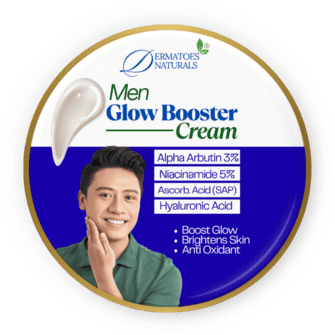 DERMATOES
NATURALS
Men
Glow Booster
Cream
Alpha Arbutin 3%
Niacinamide 5%
Ascorb. Acid (SAP)
Hyaluronic Acid
• Boost Glow
• Brightens Skin
• Anti Oxidant